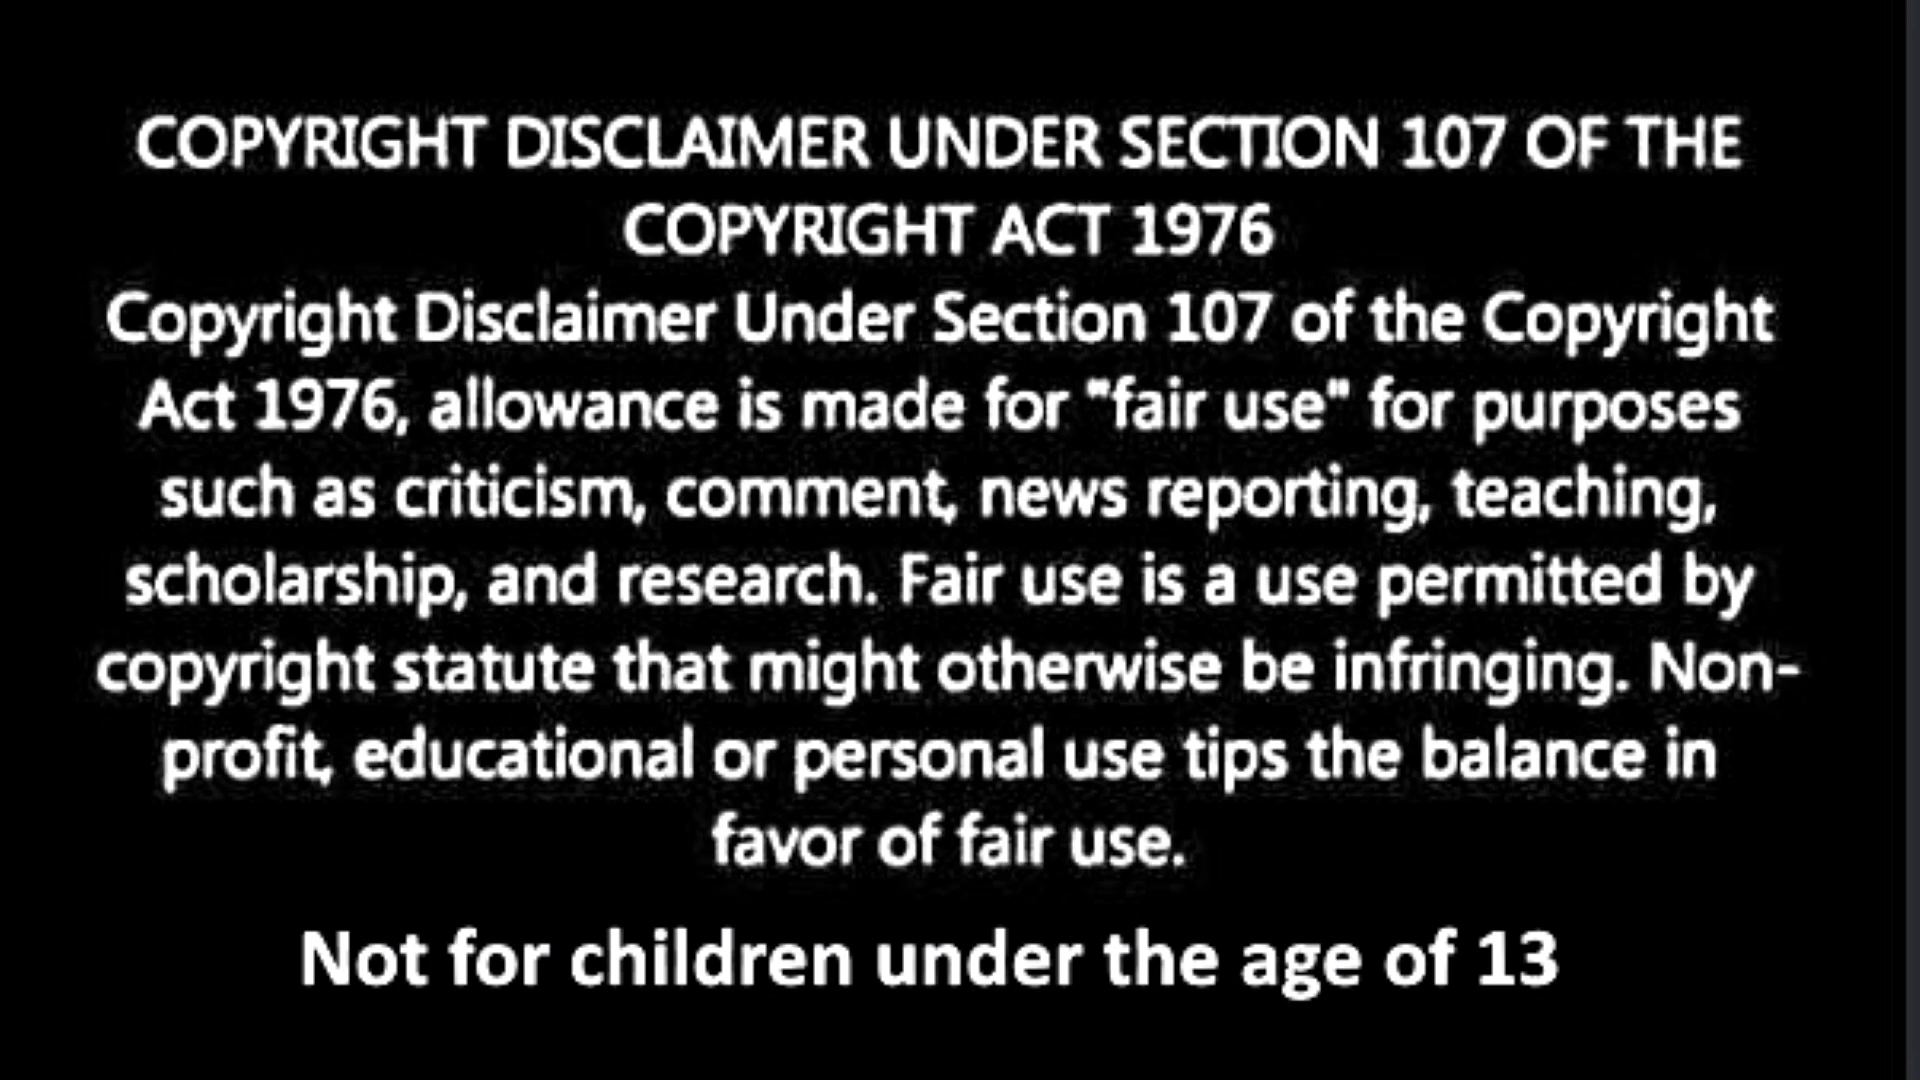 COPYRIGHT DISCLAIMER UNDER SECTION 107 OF THE
COPYRIGHT ACT 1976
Copyright Disclaimer Under Section 107 of the Copyright
Act 1976, allowance is made for "fair use" for purposes
such as criticism, comment, news reporting, teaching,
scholarship, and research. Fair use is a use permitted by
copyright statute that might otherwise be infringing. Non-
profit, educational or personal use tips the balance in
favor of fair use.
Not for children under the age of 13